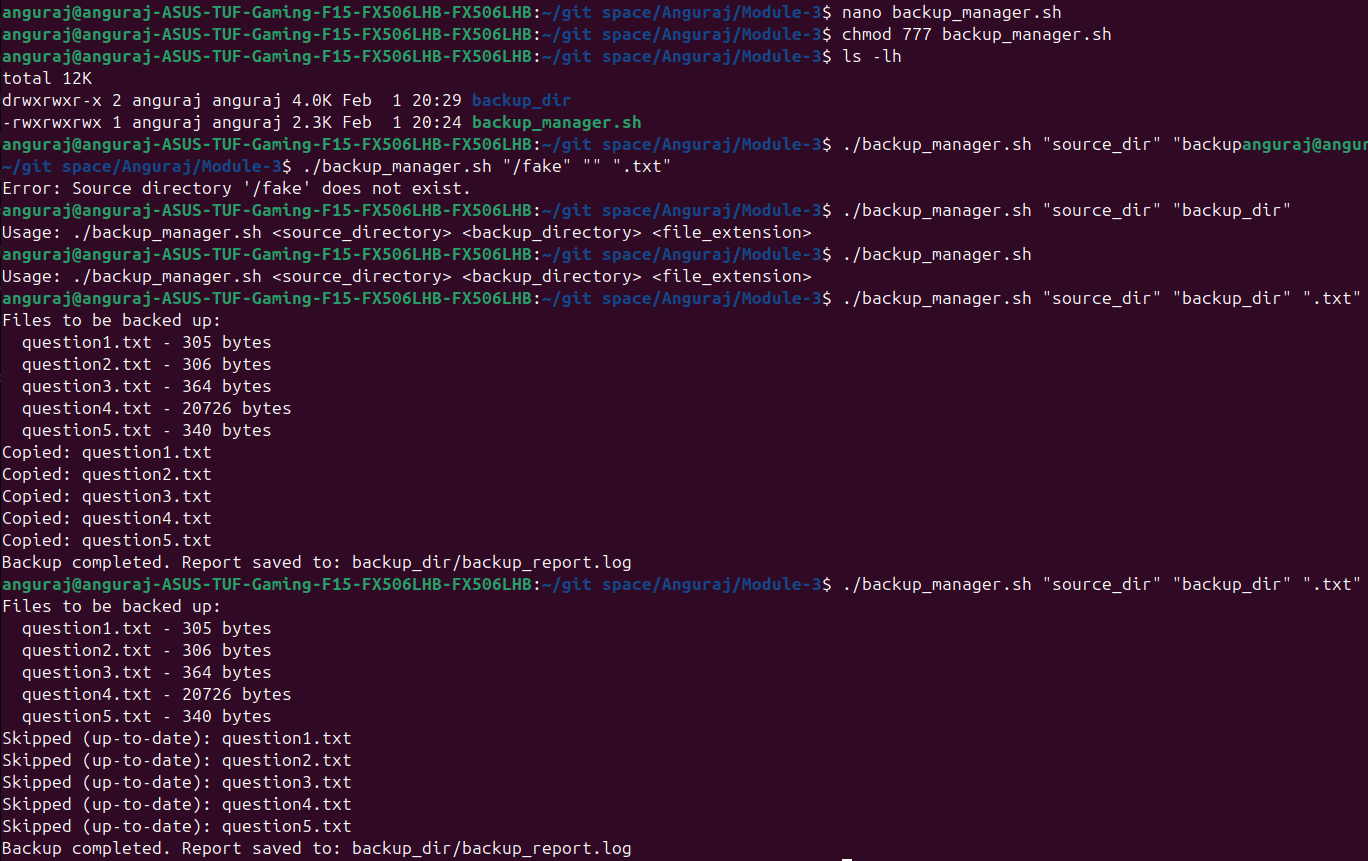 anguraj@anguraj-ASUS-TUF-Gaming-F15-FX506LHB-FX506LHB:~/git space/Anguraj/Module-3$ nano backup_manager.sh
anguraj@anguraj-ASUS-TUF-Gaming-F15-FX506LHB-FX506LHB:~/git space/Anguraj/Module-3$ chmod 777 backup_manager.sh
anguraj@anguraj-ASUS-TUF-Gaming-F15-FX506LHB-FX506LHB:~/git space/Anguraj/Module-3$ ls -lh
total 12K
drwxrwxr-x 2 anguraj anguraj 4.0K Feb  1 20:29 backup_dir
-rwxrwxrwx 1 anguraj anguraj 2.3K Feb  1 20:24 backup_manager.sh
anguraj@anguraj-ASUS-TUF-Gaming-F15-FX506LHB-FX506LHB:~/git space/Anguraj/Module-3$ ./backup_manager.sh "source_dir" "backupanguraj@angur
~/git space/Anguraj/Module-3$ ./backup_manager.sh "/fake" "" ".txt"
Error: Source directory '/fake' does not exist.
anguraj@anguraj-ASUS-TUF-Gaming-F15-FX506LHB-FX506LHB:~/git space/Anguraj/Module-3$ ./backup_manager.sh "source_dir" "backup_dir"
Usage: ./backup_manager.sh <source_directory> <backup_directory> <file_extension>
anguraj@anguraj-ASUS-TUF-Gaming-F15-FX506LHB-FX506LHB:~/git space/Anguraj/Module-3$ ./backup_manager.sh
Usage: ./backup_manager.sh <source_directory> <backup_directory> <file_extension>
anguraj@anguraj-ASUS-TUF-Gaming-F15-FX506LHB-FX506LHB:~/git space/Anguraj/Module-3$ ./backup_manager.sh "source_dir" "backup_dir" ".txt"
Files to be backed up:
  question1.txt - 305 bytes
  question2.txt - 306 bytes
  question3.txt - 364 bytes
  question4.txt - 20726 bytes
  question5.txt - 340 bytes
Copied: question1.txt
Copied: question2.txt
Copied: question3.txt
Copied: question4.txt
Copied: question5.txt
Backup completed. Report saved to: backup_dir/backup_report.log
anguraj@anguraj-ASUS-TUF-Gaming-F15-FX506LHB-FX506LHB:~/git space/Anguraj/Module-3$ ./backup_manager.sh "source_dir" "backup_dir" ".txt"
Files to be backed up:
  question1.txt - 305 bytes
  question2.txt - 306 bytes
  question3.txt - 364 bytes
  question4.txt - 20726 bytes
  question5.txt - 340 bytes
Skipped (up-to-date): question1.txt
Skipped (up-to-date): question2.txt
Skipped (up-to-date): question3.txt
Skipped (up-to-date): question4.txt
Skipped (up-to-date): question5.txt
Backup completed. Report saved to: backup_dir/backup_report.log